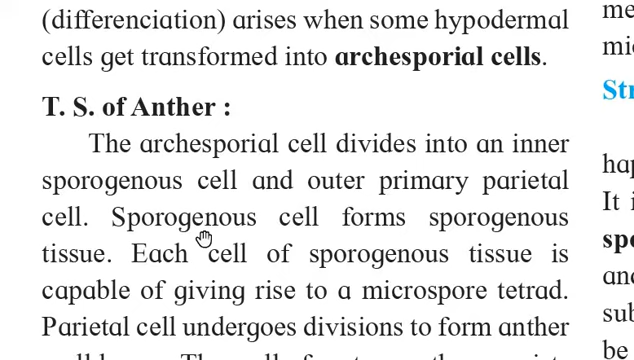 (differenciation) arises when some hypodermal
cells get transformed into archesporial cells.
T. S. of Anther :
The archesporial cell divides into an inner
sporogenous cell and outer primary parietal
cell. Sporogenous cell forms sporogenous
tissue. Each cell of sporogenous tissue is
capable of giving rise to a microspore tetrad.
Parietal cell undergoes divisions to form anther
me
mi
Str
hap
It i
spo
and
sub
be